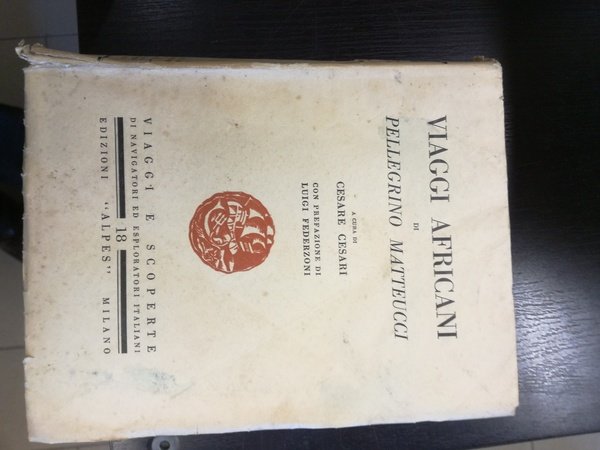 VIAGGI AFRICANI
DI
PELLEGRINO MATTEUCCI
A CURA DI
CESARE CESARI
CON PREFAZIONE DI
LUIGI FEDERZONI
VIAGGI E SCOPERTE
DI NAVIGATORI ED ESPLORATORI ITALIANI
18
EDIZIONI "ALPES" MILANO